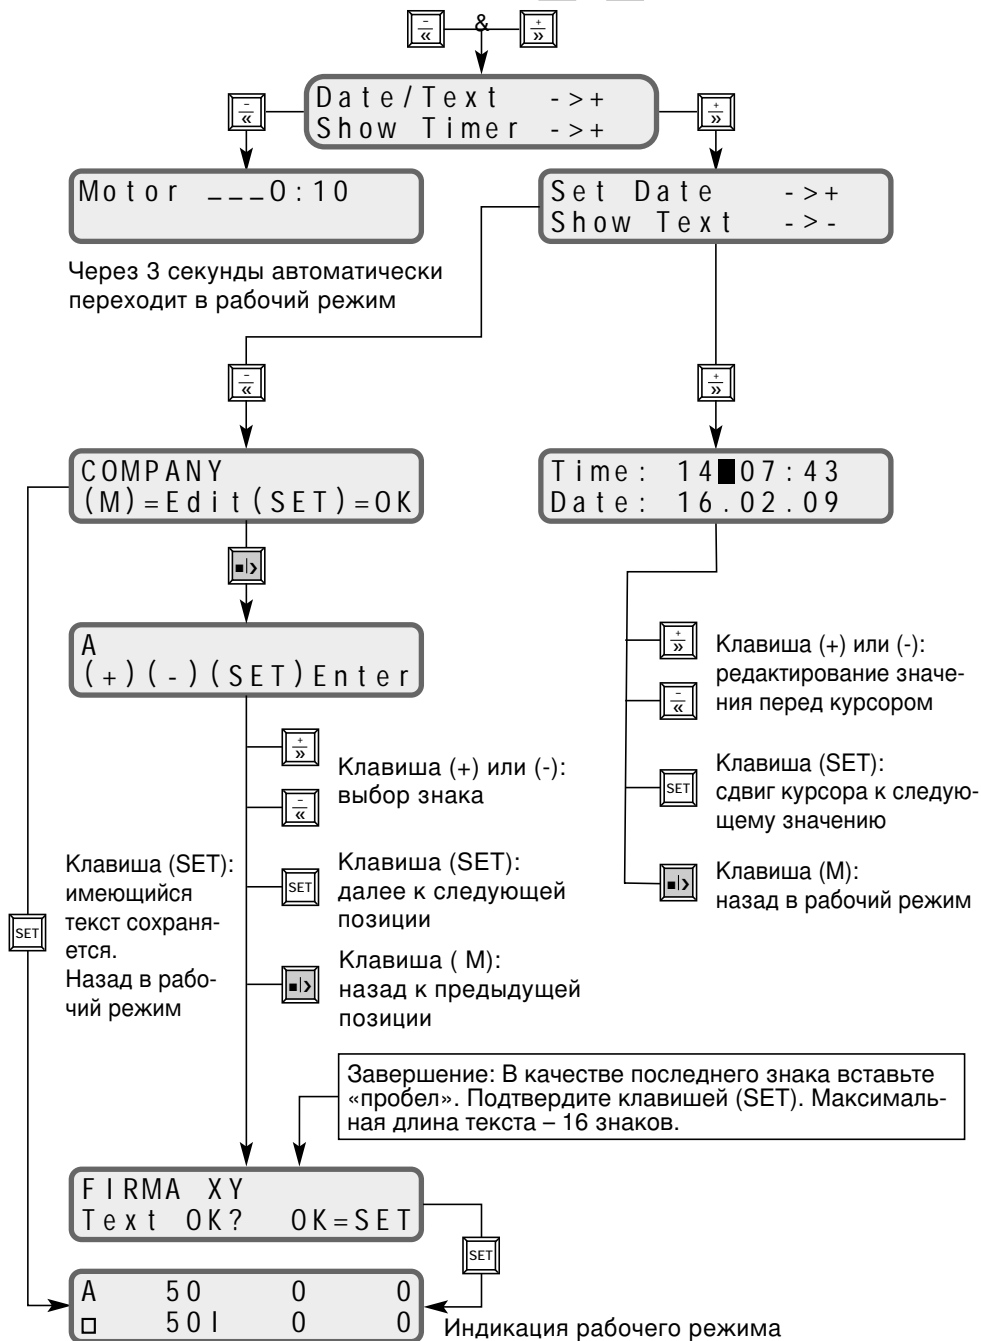 - « & + »
Date/Text ->+
Show Timer ->+
- «
+ »
Motor ___0:10
Set Date ->+
Show Text ->-
Через 3 секунды автоматически
переходит в рабочий режим
- «
+ »
COMPANY
(M)=Edit(SET)=OK
Time: 14█07:43
Date: 16.02.09
A
(+)(-)(SET)Enter
+ »
- «
Клавиша (+) или (-):
редактирование значе-
ния перед курсором
SET
Клавиша (SET):
сдвиг курсора к следую-
щему значению
Клавиша (M):
назад в рабочий режим
+ »
- «
Клавиша (+) или (-):
выбор знака
SET
Клавиша (SET):
далее к следующей
позиции
Клавиша ( M):
назад к предыдущей
позиции
Клавиша (SET):
имеющийся
текст сохраня-
ется.
Назад в рабо-
чий режим
SET
Завершение: В качестве последнего знака вставьте
«пробел». Подтвердите клавишей (SET). Максималь-
ная длина текста – 16 знаков.
FIRMA XY
Text OK? OK=SET
SET
A 50 0 0
□ 50l 0 0
Индикация рабочего режима